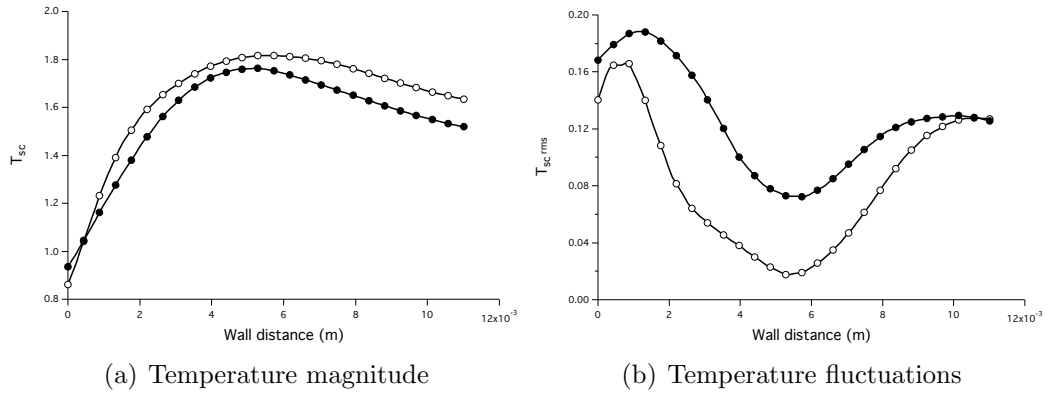 2.0
1.8
1.6
1.4
1.2
1.0
0.8
T_sc
0 2 4 6 8 10 12x10⁻³
Wall distance (m)
(a) Temperature magnitude
0.20
0.16
0.12
0.08
0.04
0.00
T_sc^rms
0 2 4 6 8 10 12x10⁻³
Wall distance (m)
(b) Temperature fluctuations